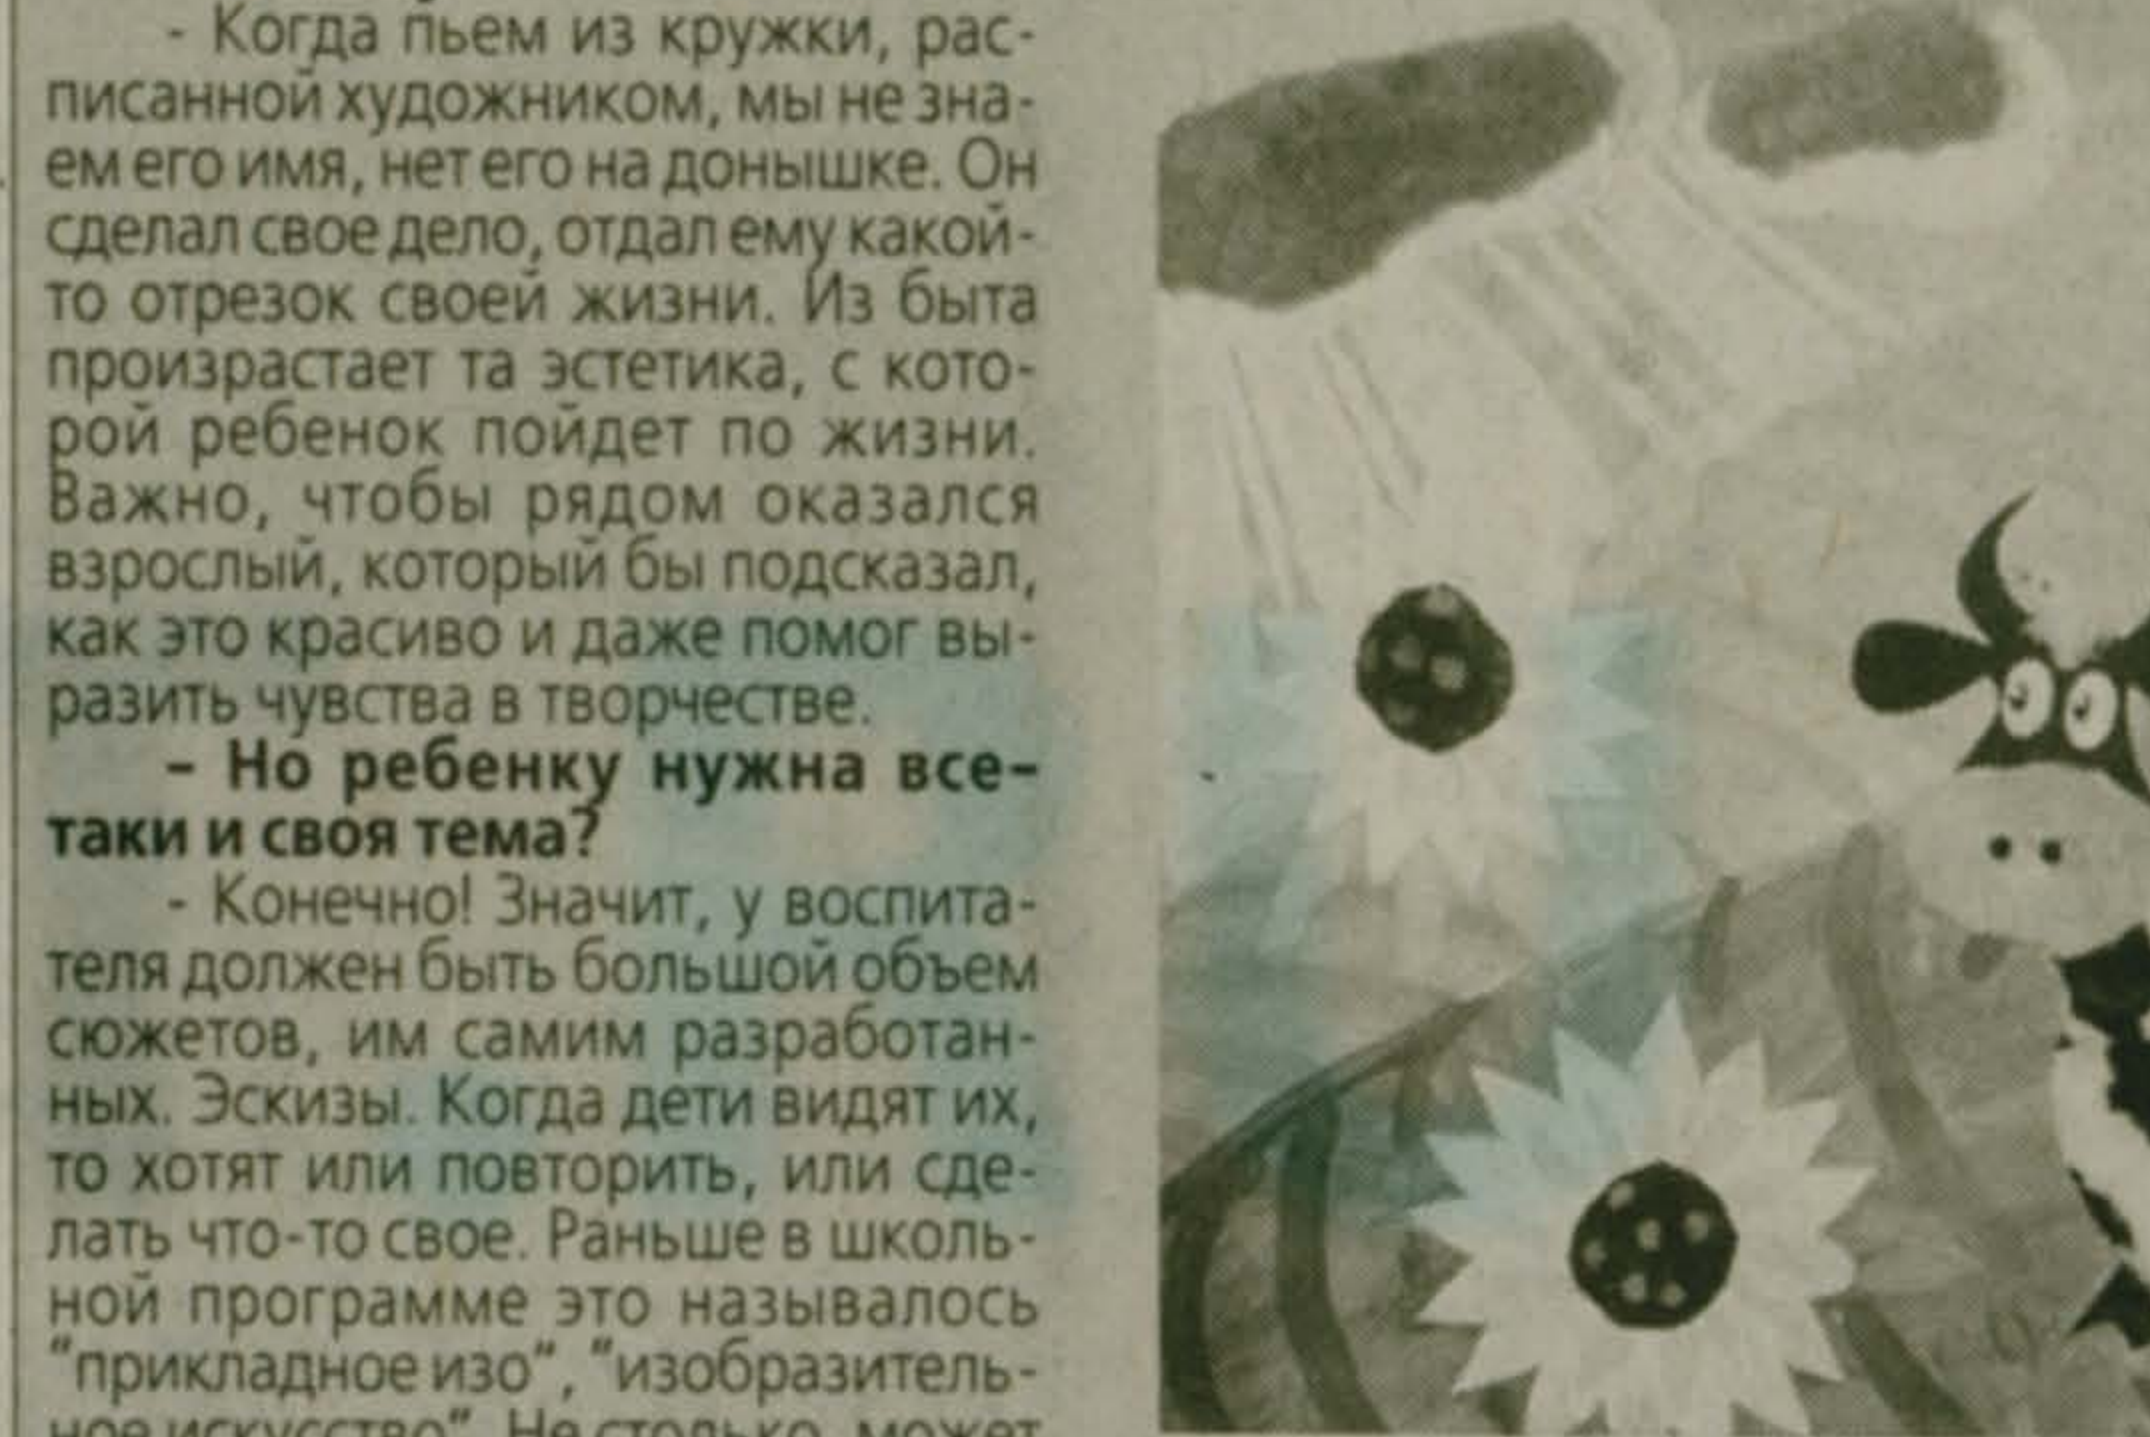 - Когда пьем из кружки, рас-
писанной художником, мы не зна-
ем его имя, нет его на донышке. Он
сделал свое дело, отдал ему какой-
то отрезок своей жизни. Из быта
произрастает та эстетика, с кото-
рой ребенок пойдет по жизни.
Важно, чтобы рядом оказался
взрослый, который бы подсказал,
как это красиво и даже помог вы-
разить чувства в творчестве.
– Но ребенку нужна все-
таки и своя тема?
- Конечно! Значит, у воспита-
теля должен быть большой объем
сюжетов, им самим разработан-
ных. Эскизы. Когда дети видят их,
то хотят или повторить, или сде-
лать что-то свое. Раньше в школь-
ной программе это называлось
“прикладное изо“, “изобразитель-
ное искусство”. Не столько, может